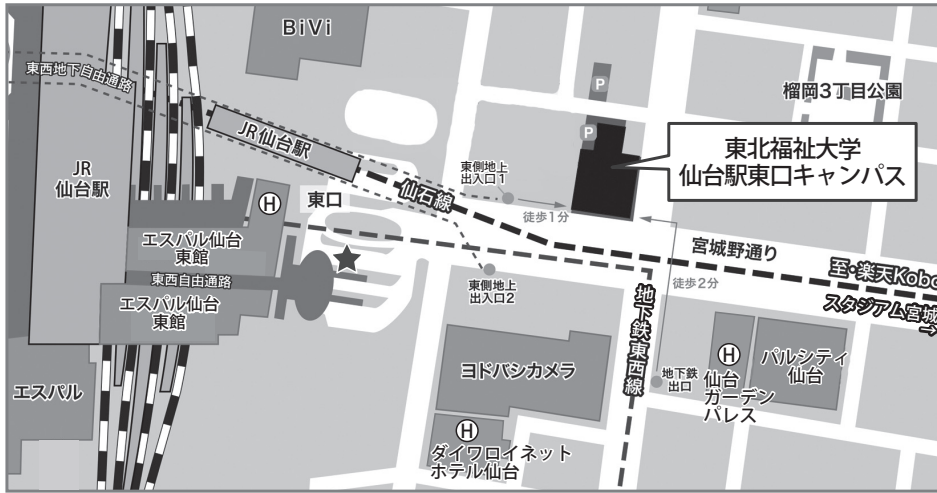 BiVi
東西地下自由通路
P
榴岡3丁目公園
P
JR仙台駅
東北福祉大学
仙台駅東口キャンパス
JR
仙台駅
東側地上
出入口1
仙石線
H
東口
徒歩1分
エスパル仙台
東館
宮城野通り
至・楽天Kobo
スタジアム宮城
→
東西自由通路
徒歩2分
東側地上
出入口2
エスパル仙台
東館
地下鉄東西線
エスパル
ヨドバシカメラ
地下鉄
出口
H
仙台
ガーデン
パレス
パルシティ
仙台
H
ダイワロイネット
ホテル仙台